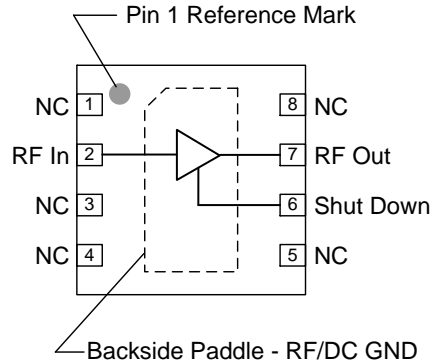 Pin 1 Reference Mark
NC 1 8 NC
RF In 2 7 RF Out
NC 3 6 Shut Down
NC 4 5 NC
Backside Paddle - RF/DC GND